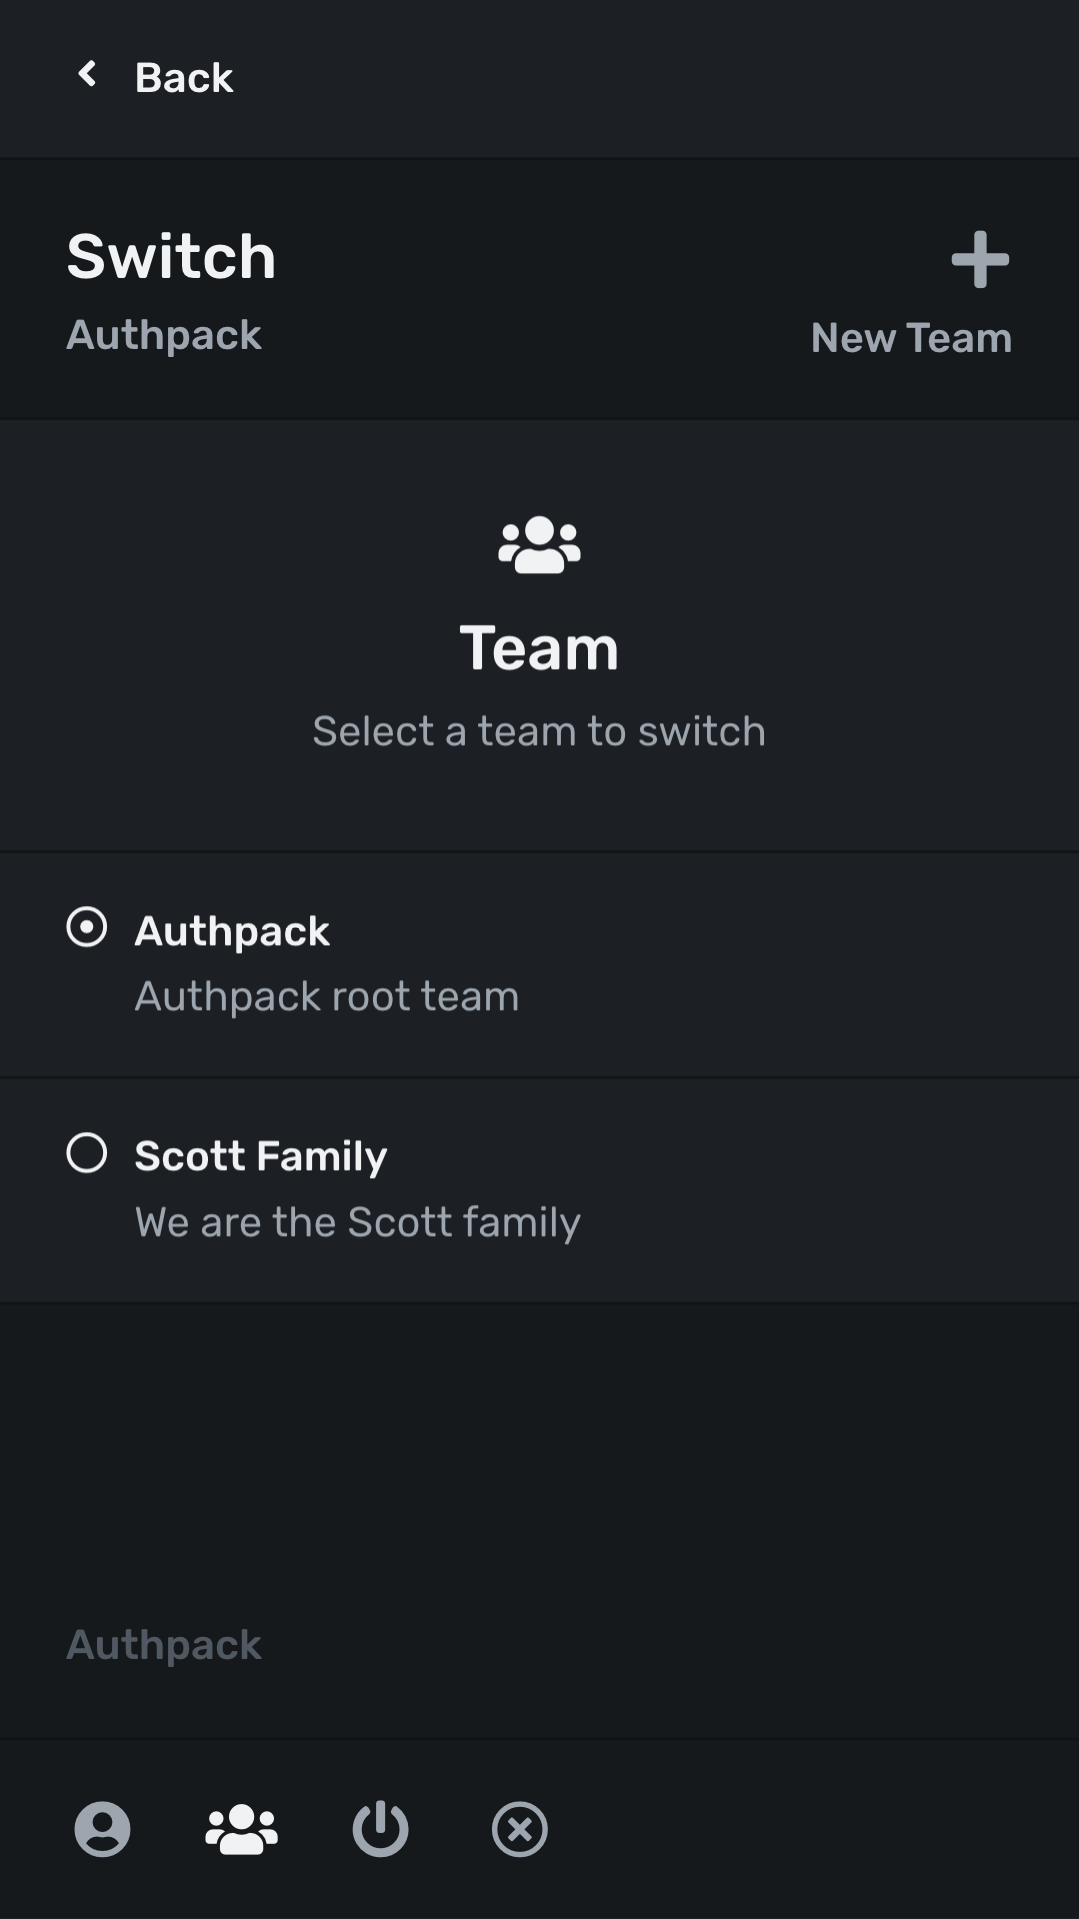 Back
Switch
Authpack
New Team
Team
Select a team to switch
Authpack
Authpack root team
Scott Family
We are the Scott family
Authpack